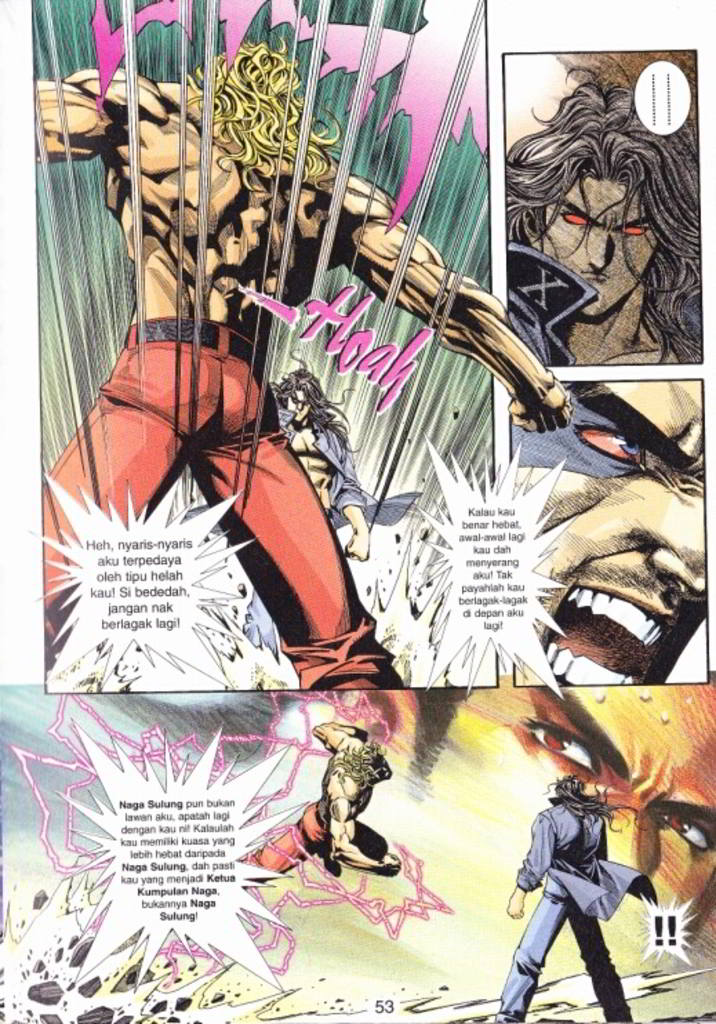 Hoah
Heh, nyaris-nyaris
aku terpedaya
oleh tipu helah
kau! Si bedebah,
jangan nak
berlagak lagi!
Kalau kau
benar hebat,
awal-awal lagi
kau dah
menyerang
aku! Tak
payahlah kau
berlagak-lagak
di depan aku
lagi!
Naga Sulung pun bukan
lawan aku, apatah lagi
dengan kau ni! Kalaulah
kau memiliki kuasa yang
lebih hebat daripada
Naga Sulung, dah pasti
kau yang menjadi Ketua
Kumpulan Naga,
bukannya Naga
Sulung!
!!
53